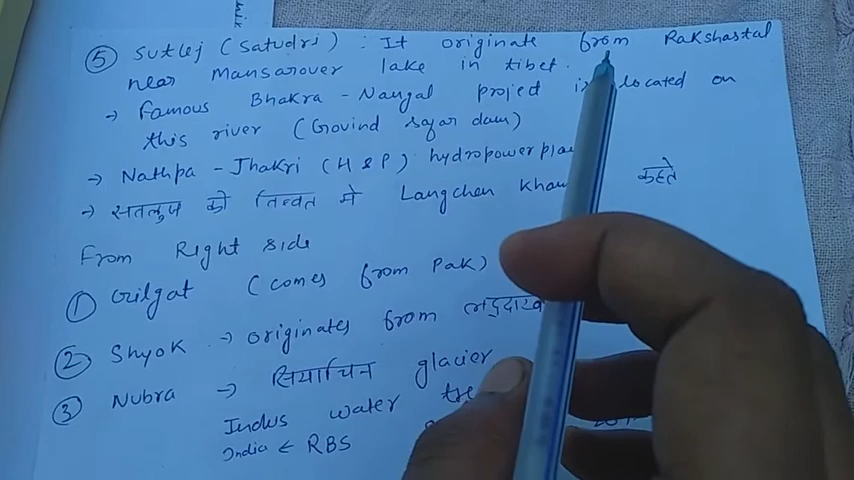 ⑤ Sutlej (Satudri) : It originate from Rakshastal
near Mansarover lake in tibet.
→ Famous Bhakra - Nangal project is located on
this river (Govind sagar dam)
→ Nathpa - Jhakri (H & P) hydropower
→ सतलुज को तिब्बत मे Langchen कहते
From Right side
① Gilgat (comes from Pak)
② Shyok → originates from लद्दाख
③ Nubra → सियाचिन glacier
Indus water
India ← RBS